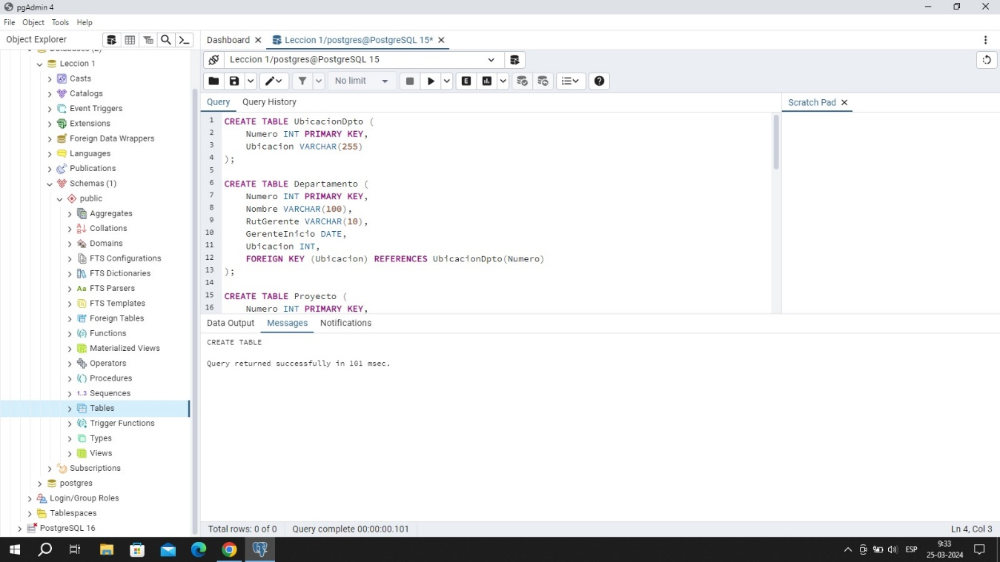 pgAdmin 4
File Object Tools Help
Object Explorer
Dashboard
Leccion 1/postgres@PostgreSQL 15*
Leccion 1/postgres@PostgreSQL 15
No limit
E
Query Query History
Scratch Pad
Databases (2)
Leccion 1
Casts
Catalogs
Event Triggers
Extensions
Foreign Data Wrappers
Languages
Publications
Schemas (1)
public
Aggregates
Collations
Domains
FTS Configurations
FTS Dictionaries
Aa FTS Parsers
FTS Templates
Foreign Tables
Functions
Materialized Views
Operators
Procedures
1..3 Sequences
Tables
Trigger Functions
Types
Views
Subscriptions
postgres
Login/Group Roles
Tablespaces
PostgreSQL 16
1 CREATE TABLE UbicacionDpto (
2 Numero INT PRIMARY KEY,
3 Ubicacion VARCHAR(255)
4 );
5
6 CREATE TABLE Departamento (
7 Numero INT PRIMARY KEY,
8 Nombre VARCHAR(100),
9 RutGerente VARCHAR(10),
10 GerenteInicio DATE,
11 Ubicacion INT,
12 FOREIGN KEY (Ubicacion) REFERENCES UbicacionDpto(Numero)
13 );
14
15 CREATE TABLE Proyecto (
16 Numero INT PRIMARY KEY,
Data Output Messages Notifications
CREATE TABLE
Query returned successfully in 101 msec.
Total rows: 0 of 0 Query complete 00:00:00.101 Ln 4, Col 3
ESP
9:33
25-03-2024